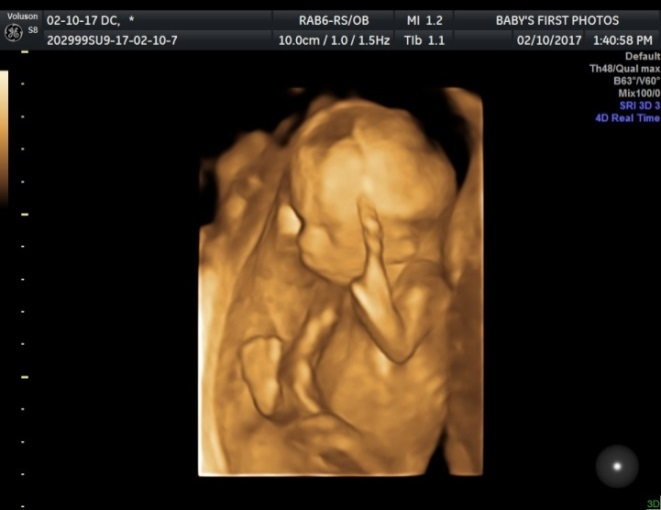 Voluson
S8
02-10-17 DC, *
RAB6-RS/OB
MI 1.2
BABY'S FIRST PHOTOS
202999SU9-17-02-10-7
10.0cm / 1.0 / 1.5Hz
TIb 1.1
02/10/2017
1:40:58 PM
Default
Th48/Qual max
B63°/V60°
Mix100/0
SRI 3D 3
4D Real Time
3D